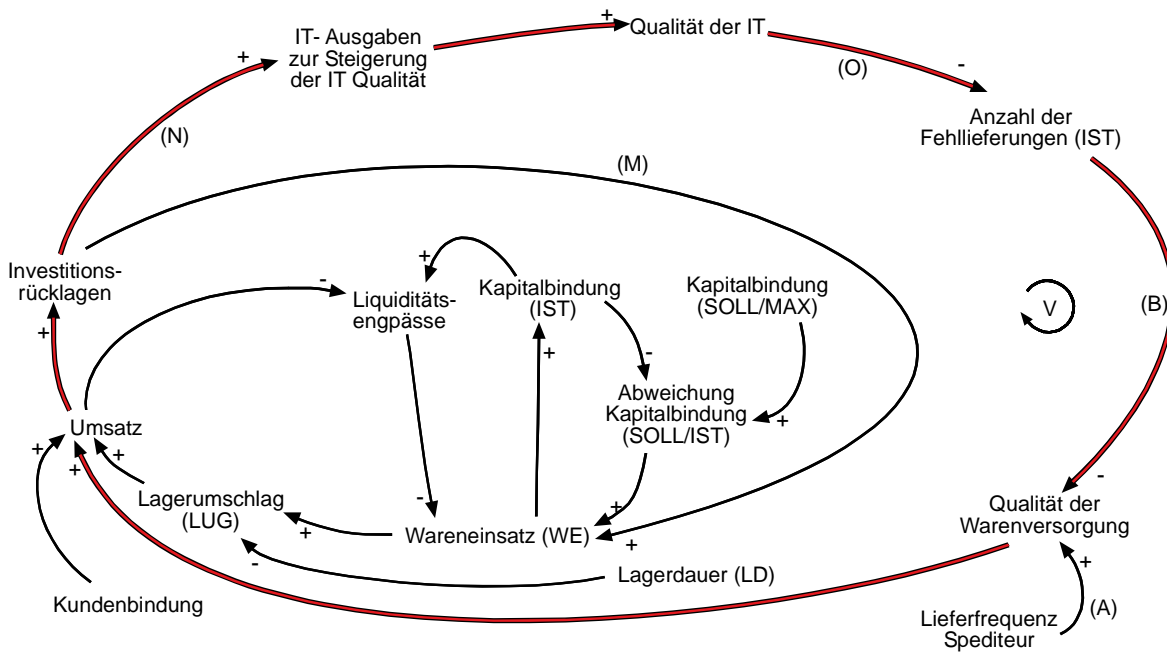 +
IT- Ausgaben
zur Steigerung
der IT Qualität
+
Qualität der IT
(O)
-
Anzahl der
Fehllieferungen (IST)
+
(N)
(M)
Investitions-
rücklagen
+
-
Liquiditäts-
engpässe
+
Kapitalbindung
(IST)
Kapitalbindung
(SOLL/MAX)
V
(B)
+
-
Abweichung
Kapitalbindung
(SOLL/IST)
+
Umsatz
+
+
+
Lagerumschlag
(LUG)
-
+
+
Wareneinsatz (WE)
+
-
Qualität der
Warenversorgung
-
Lagerdauer (LD)
+
(A)
Kundenbindung
Lieferfrequenz
Spediteur